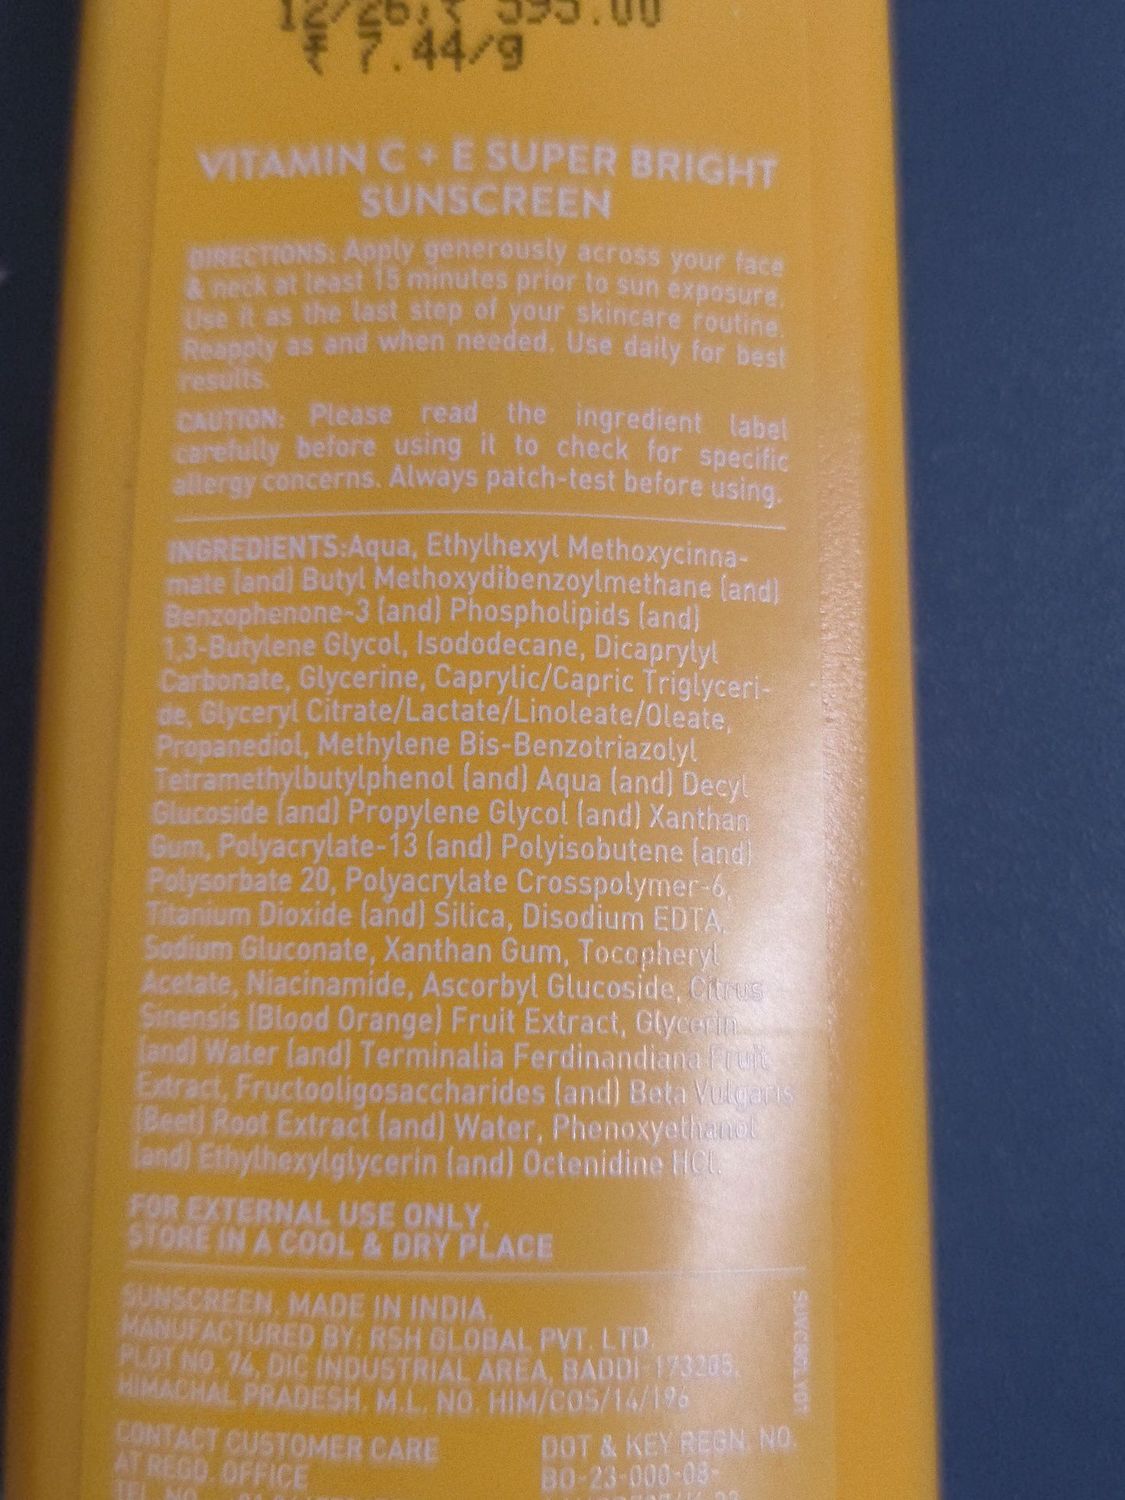 12/26, ₹ 595.00
₹ 7.44/g
VITAMIN C + E SUPER BRIGHT
SUNSCREEN
DIRECTIONS: Apply generously across your face
& neck at least 15 minutes prior to sun exposure.
Use it as the last step of your skincare routine.
Reapply as and when needed. Use daily for best
results.
CAUTION: Please read the ingredient label
carefully before using it to check for specific
allergy concerns. Always patch-test before using.
INGREDIENTS:Aqua, Ethylhexyl Methoxycinna-
mate (and) Butyl Methoxydibenzoylmethane (and)
Benzophenone-3 (and) Phospholipids (and)
1,3-Butylene Glycol, Isododecane, Dicaprylyl
Carbonate, Glycerine, Caprylic/Capric Triglyceri-
de, Glyceryl Citrate/Lactate/Linoleate/Oleate,
Propanediol, Methylene Bis-Benzotriazolyl
Tetramethylbutylphenol (and) Aqua (and) Decyl
Glucoside (and) Propylene Glycol (and) Xanthan
Gum, Polyacrylate-13 (and) Polyisobutene (and)
Polysorbate 20, Polyacrylate Crosspolymer-6,
Titanium Dioxide (and) Silica, Disodium EDTA,
Sodium Gluconate, Xanthan Gum, Tocopheryl
Acetate, Niacinamide, Ascorbyl Glucoside, Citrus
Sinensis (Blood Orange) Fruit Extract, Glycerin
(and) Water (and) Terminalia Ferdinandiana Fruit
Extract, Fructooligosaccharides (and) Beta Vulgaris
(Beet) Root Extract (and) Water, Phenoxyethanol
(and) Ethylhexylglycerin (and) Octenidine HCl.
FOR EXTERNAL USE ONLY.
STORE IN A COOL & DRY PLACE
SUNSCREEN. MADE IN INDIA.
MANUFACTURED BY: RSH GLOBAL PVT. LTD.
PLOT NO. 74, DIC INDUSTRIAL AREA, BADDI-173205,
HIMACHAL PRADESH. M.L. NO. HIM/COS/14/196
CONTACT CUSTOMER CARE
AT REGD. OFFICE
TEL. NO.
DOT & KEY REGN. NO.
BO-23-000-08-